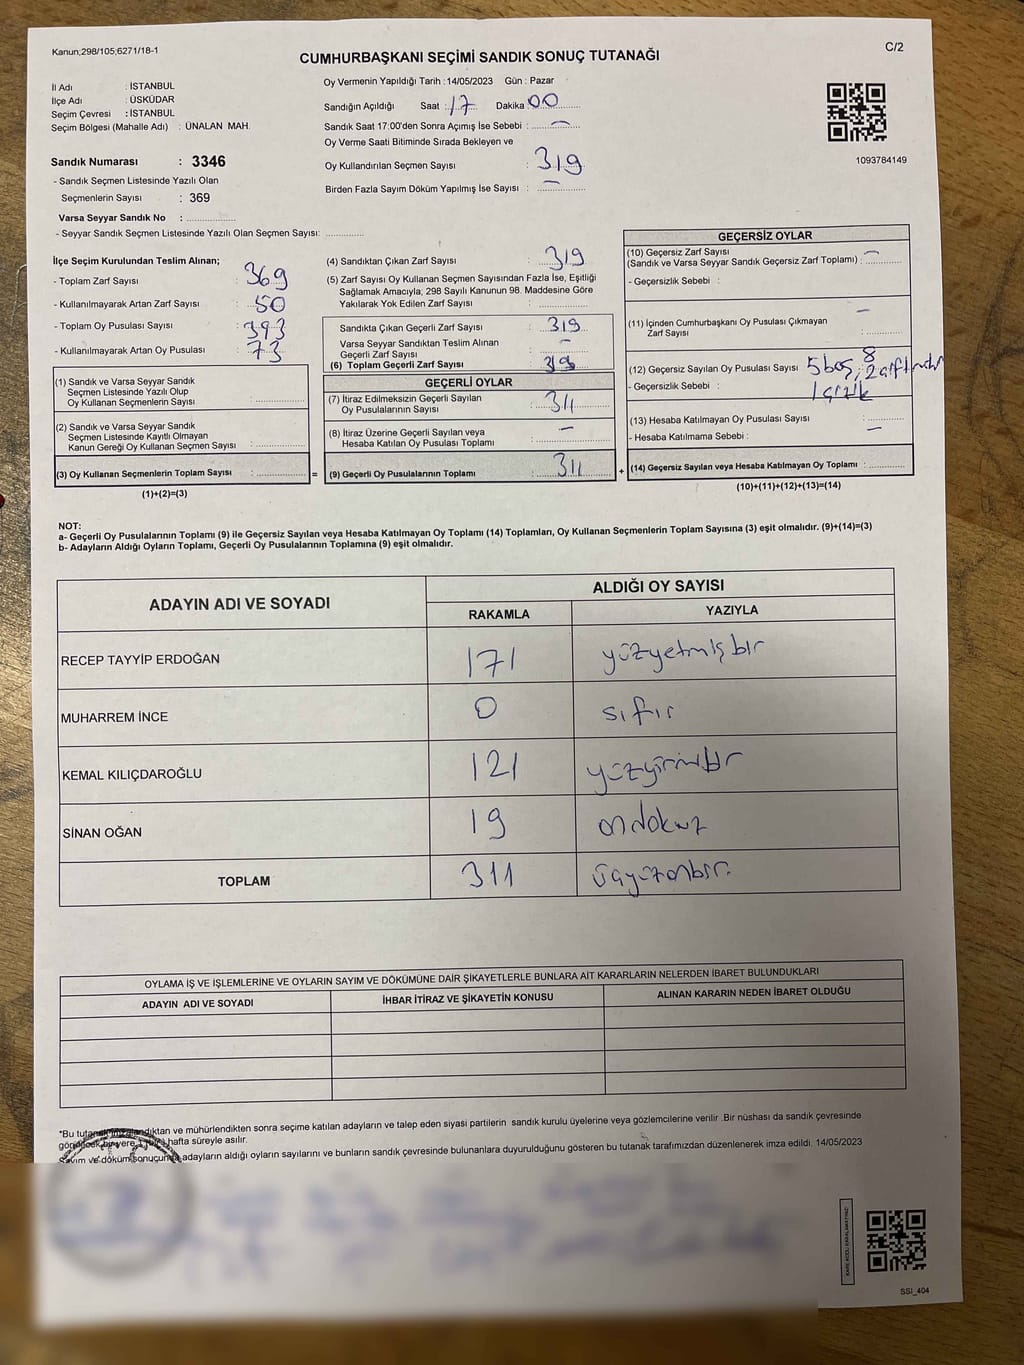 Kanun;298/105;6271/18-1
C/2
CUMHURBAŞKANI SEÇİMİ SANDIK SONUÇ TUTANAĞI
İl Adı : İSTANBUL
İlçe Adı : ÜSKÜDAR
Seçim Çevresi : İSTANBUL
Seçim Bölgesi (Mahalle Adı) : ÜNALAN MAH.
Sandık Numarası : 3346
- Sandık Seçmen Listesinde Yazılı Olan
Seçmenlerin Sayısı : 369
Varsa Seyyar Sandık No : ................
- Seyyar Sandık Seçmen Listesinde Yazılı Olan Seçmen Sayısı: ............
Oy Vermenin Yapıldığı Tarih : 14/05/2023 Gün : Pazar
Sandığın Açıldığı Saat : 17 Dakika 00
Sandık Saat 17:00'den Sonra Açımış İse Sebebi : —
Oy Verme Saati Bitiminde Sırada Bekleyen ve
Oy Kullandırılan Seçmen Sayısı : 319
Birden Fazla Sayım Döküm Yapılmış İse Sayısı : —
1093784149
İlçe Seçim Kurulundan Teslim Alınan;
- Toplam Zarf Sayısı : 369
- Kullanılmayarak Artan Zarf Sayısı : 50
- Toplam Oy Pusulası Sayısı : 393
- Kullanılmayarak Artan Oy Pusulası : 73
(1) Sandık ve Varsa Seyyar Sandık
Seçmen Listesinde Yazılı Olup
Oy Kullanan Seçmenlerin Sayısı : ............
(2) Sandık ve Varsa Seyyar Sandık
Seçmen Listesinde Kayıtlı Olmayan
Kanun Gereği Oy Kullanan Seçmen Sayısı : ............
(3) Oy Kullanan Seçmenlerin Toplam Sayısı : ............ =
(1)+(2)=(3)
(4) Sandıktan Çıkan Zarf Sayısı : 319
(5) Zarf Sayısı Oy Kullanan Seçmen Sayısından Fazla İse, Eşitliği
Sağlamak Amacıyla; 298 Sayılı Kanunun 98. Maddesine Göre
Yakılarak Yok Edilen Zarf Sayısı : ............
Sandıkta Çıkan Geçerli Zarf Sayısı : 319
Varsa Seyyar Sandıktan Teslim Alınan
Geçerli Zarf Sayısı : —
(6) Toplam Geçerli Zarf Sayısı :
GEÇERLİ OYLAR
(7) İtiraz Edilmeksizin Geçerli Sayılan
Oy Pusulalarının Sayısı : 311
(8) İtiraz Üzerine Geçerli Sayılan veya
Hesaba Katılan Oy Pusulası Toplamı : —
(9) Geçerli Oy Pusulalarının Toplamı : 311 +
GEÇERSİZ OYLAR
(10) Geçersiz Zarf Sayısı
(Sandık ve Varsa Seyyar Sandık Geçersiz Zarf Toplamı) : —
- Geçersizlik Sebebi :
(11) İçinden Cumhurbaşkanı Oy Pusulası Çıkmayan
Zarf Sayısı : —
(12) Geçersiz Sayılan Oy Pusulası Sayısı 8
5 boş, 2
- Geçersizlik Sebebi : 1 çizik
(13) Hesaba Katılmayan Oy Pusulası Sayısı : ............
- Hesaba Katılmama Sebebi : —
(14) Geçersiz Sayılan veya Hesaba Katılmayan Oy Toplamı : ............
(10)+(11)+(12)+(13)=(14)
NOT:
a- Geçerli Oy Pusulalarının Toplamı (9) ile Geçersiz Sayılan veya Hesaba Katılmayan Oy Toplamı (14) Toplamları, Oy Kullanan Seçmenlerin Toplam Sayısına (3) eşit olmalıdır. (9)+(14)=(3)
b- Adayların Aldığı Oyların Toplamı, Geçerli Oy Pusulalarının Toplamına (9) eşit olmalıdır.
ADAYIN ADI VE SOYADI ALDIĞI OY SAYISI
RAKAMLA YAZIYLA
RECEP TAYYİP ERDOĞAN 171 yüzyetmişbir
MUHARREM İNCE 0 sıfır
KEMAL KILIÇDAROĞLU 121 yüzyirmibir
SİNAN OĞAN 19 ondokuz
TOPLAM 311 üçyüzonbir.
OYLAMA İŞ VE İŞLEMLERİNE VE OYLARIN SAYIM VE DÖKÜMÜNE DAİR ŞİKAYETLERLE BUNLARA AİT KARARLARIN NELERDEN İBARET BULUNDUKLARI
ADAYIN ADI VE SOYADI İHBAR İTİRAZ VE ŞİKAYETİN KONUSU ALINAN KARARIN NEDEN İBARET OLDUĞU
*Bu tutanak imzalandıktan ve mühürlendikten sonra seçime katılan adayların ve talep eden siyasi partilerin sandık kurulu üyelerine veya gözlemcilerine verilir .Bir nüshası da sandık çevresinde
görülecek bir yere hafta süreyle asılır.
Sayım ve döküm sonucunda adayların aldığı oyların sayılarını ve bunların sandık çevresinde bulunanlara duyurulduğunu gösteren bu tutanak tarafımızdan düzenlenerek imza edildi. 14/05/2023
KARE KODU KARALAMAYINIZ
SSI_404